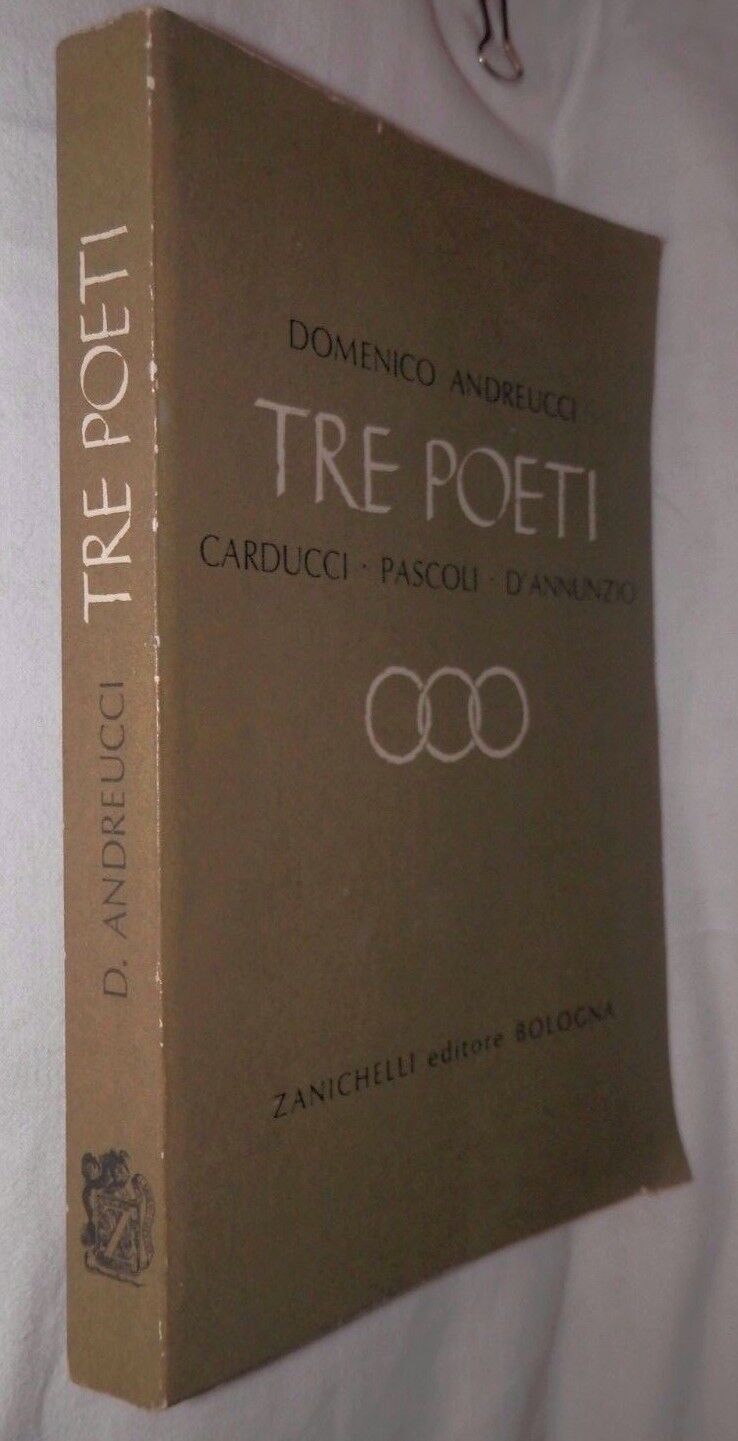 D. ANDREUCCI TRE POETI
DOMENICO ANDREUCCI
TRE POETI
CARDUCCI · PASCOLI · D'ANNUNZIO
ZANICHELLI editore BOLOGNA